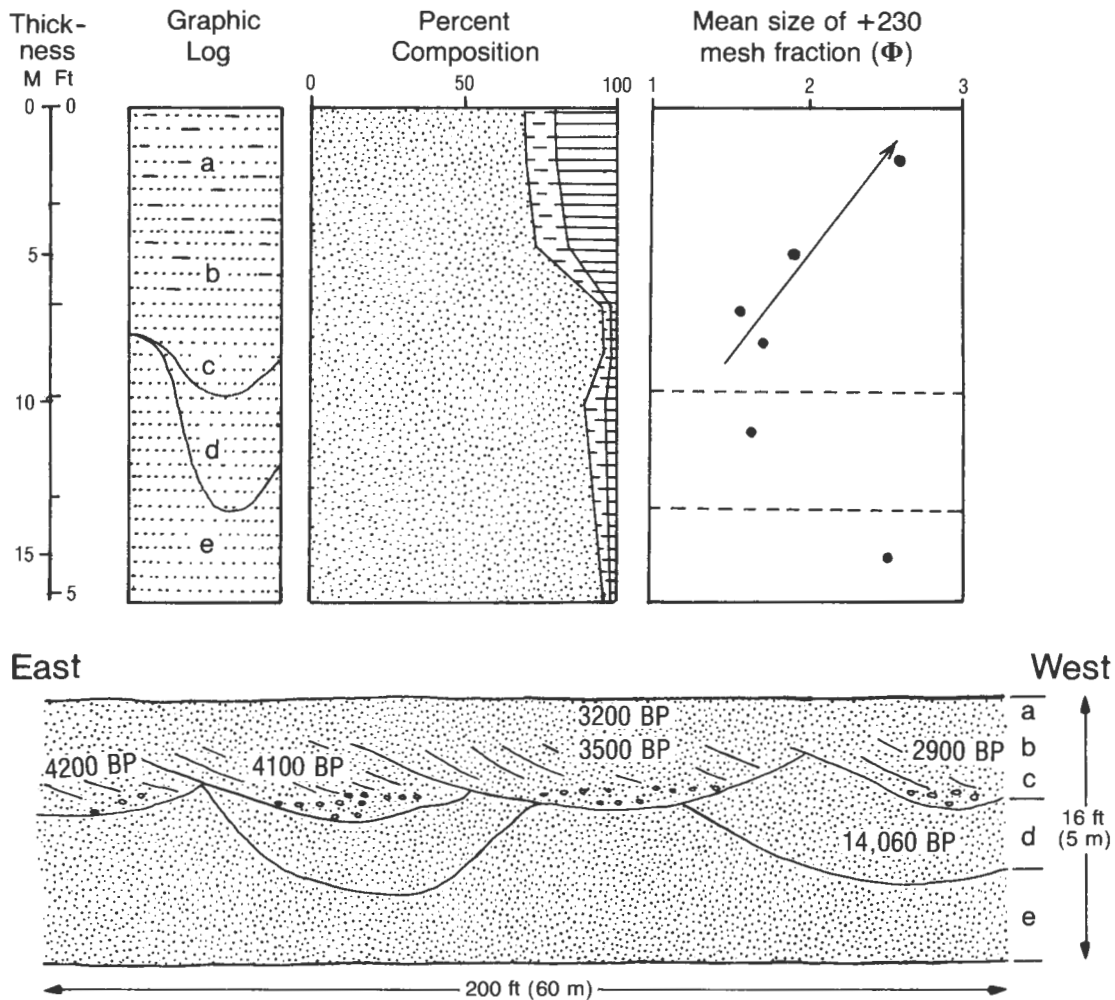 Thick-
ness
M Ft
Graphic
Log
Percent
Composition
Mean size of +230
mesh fraction (Φ)
0 50 100
1 2 3
0 0
5
10
15
5
a
b
c
d
e
East
West
3200 BP
3500 BP
4200 BP
4100 BP
2900 BP
14,060 BP
a
b
c
d
e
16 ft
(5 m)
200 ft (60 m)